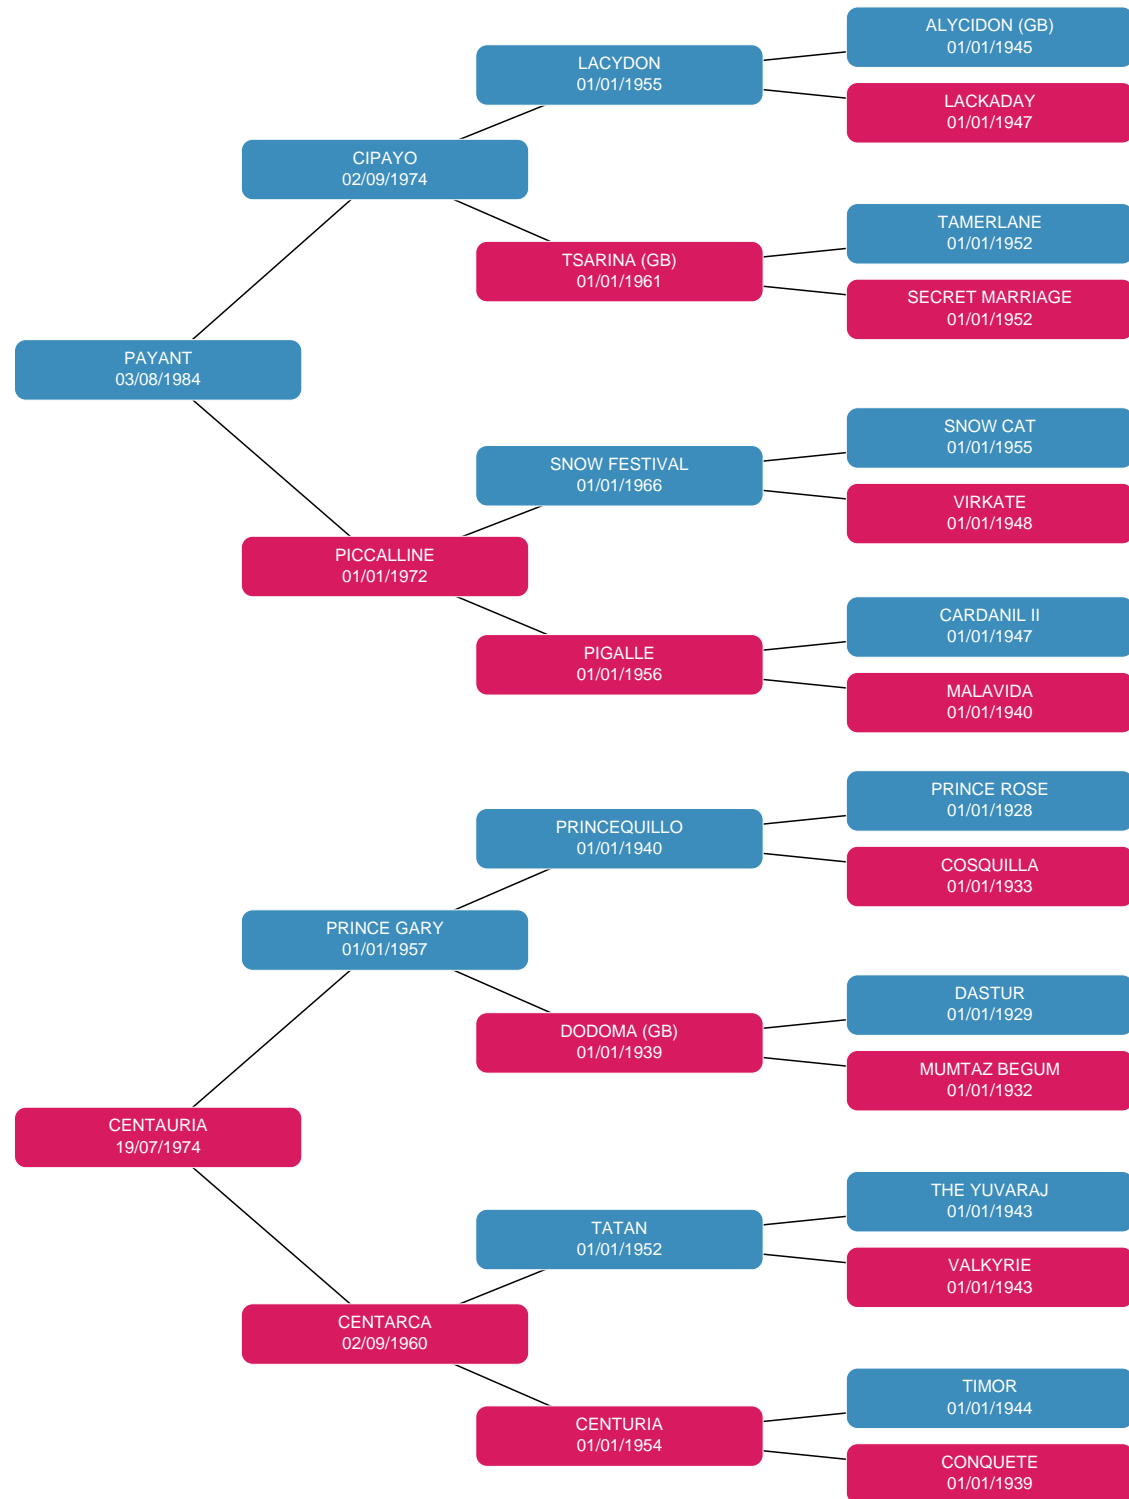 ALYCIDON (GB)
01/01/1945
LACYDON
01/01/1955
LACKADAY
01/01/1947
CIPAYO
02/09/1974
TAMERLANE
01/01/1952
TSARINA (GB)
01/01/1961
SECRET MARRIAGE
01/01/1952
PAYANT
03/08/1984
SNOW CAT
01/01/1955
SNOW FESTIVAL
01/01/1966
VIRKATE
01/01/1948
PICCALLINE
01/01/1972
CARDANIL II
01/01/1947
PIGALLE
01/01/1956
MALAVIDA
01/01/1940
PRINCE ROSE
01/01/1928
PRINCEQUILLO
01/01/1940
COSQUILLA
01/01/1933
PRINCE GARY
01/01/1957
DASTUR
01/01/1929
DODOMA (GB)
01/01/1939
MUMTAZ BEGUM
01/01/1932
CENTAURIA
19/07/1974
THE YUVARAJ
01/01/1943
TATAN
01/01/1952
VALKYRIE
01/01/1943
CENTARCA
02/09/1960
TIMOR
01/01/1944
CENTURIA
01/01/1954
CONQUETE
01/01/1939